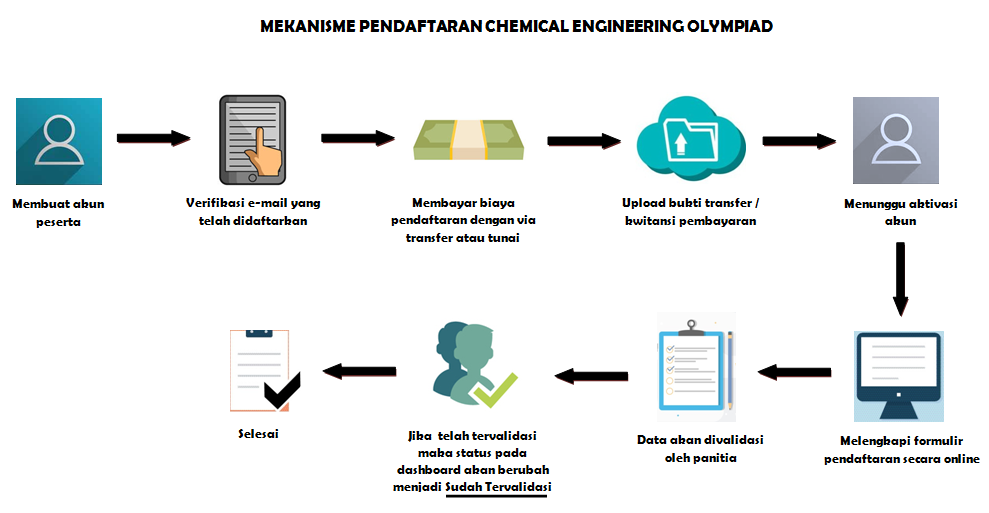 MEKANISME PENDAFTARAN CHEMICAL ENGINEERING OLYMPIAD
Membuat akun
peserta
Verifikasi e-mail yang
telah didaftarkan
Membayar biaya
pendaftaran dengan via
transfer atau tunai
Upload bukti transfer /
kwitansi pembayaran
Menunggu aktivasi
akun
Melengkapi formulir
pendaftaran secara online
Data akan divalidasi
oleh panitia
Jika telah tervalidasi
maka status pada
dashboard akan berubah
menjadi Sudah Tervalidasi
Selesai